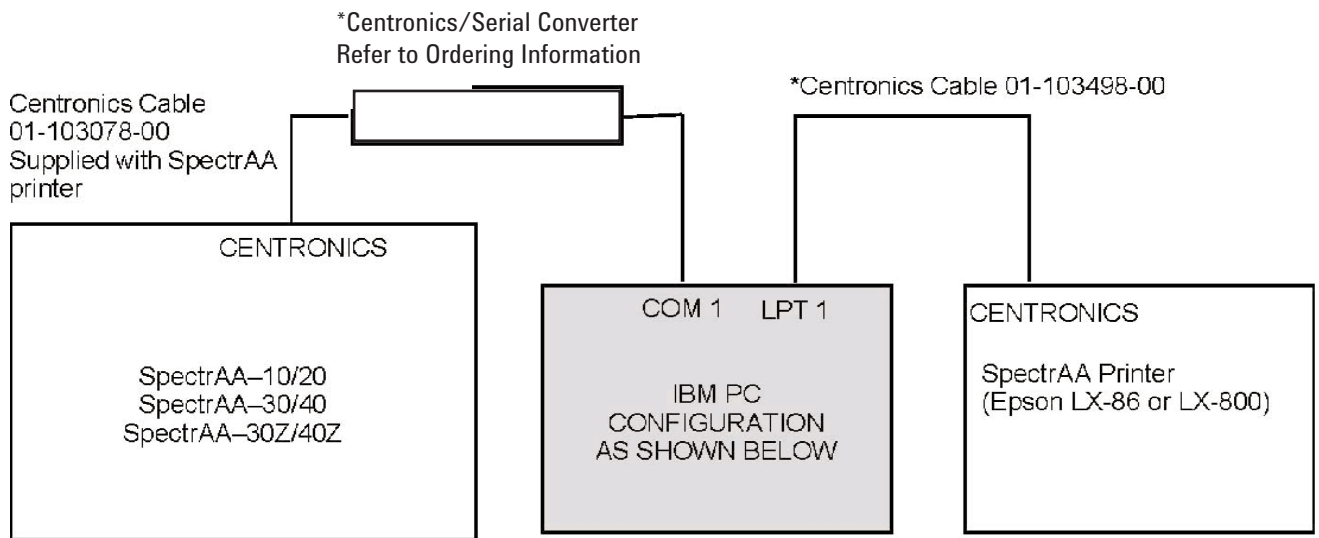 *Centronics/Serial Converter
Refer to Ordering Information
Centronics Cable
01-103078-00
Supplied with SpectrAA
printer
*Centronics Cable 01-103498-00
CENTRONICS
SpectrAA–10/20
SpectrAA–30/40
SpectrAA–30Z/40Z
COM 1 LPT 1
IBM PC
CONFIGURATION
AS SHOWN BELOW
CENTRONICS
SpectrAA Printer
(Epson LX-86 or LX-800)